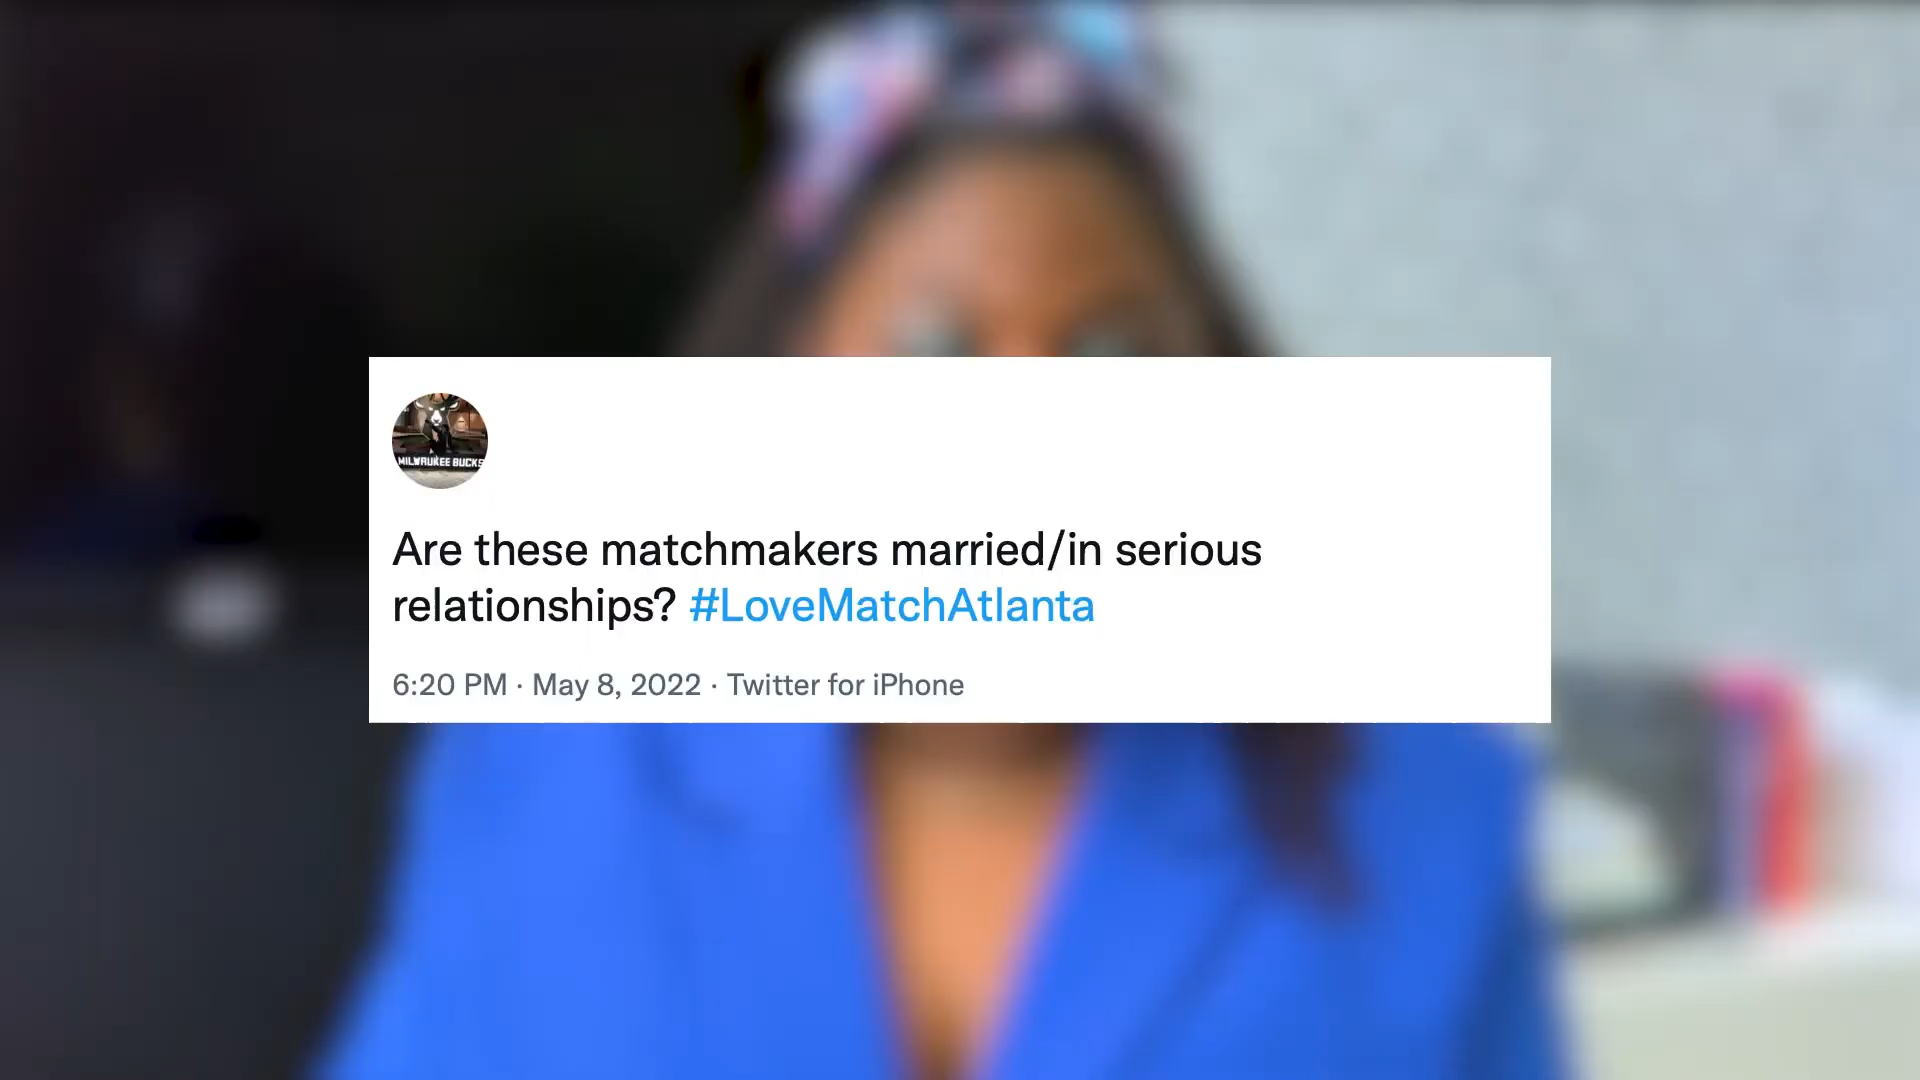 MILWAUKEE BUCKS
Are these matchmakers married/in serious
relationships? #LoveMatchAtlanta
6:20 PM · May 8, 2022 · Twitter for iPhone